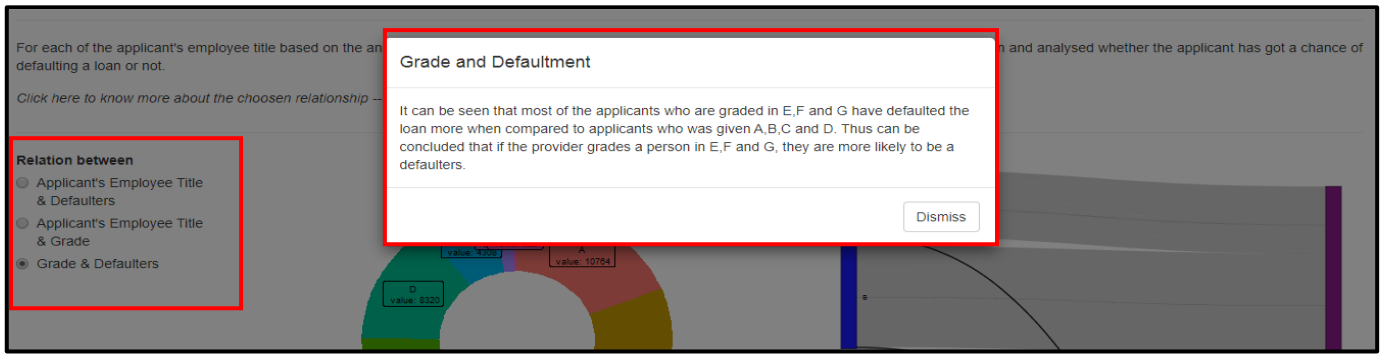 For each of the applicant's employee title based on the an
n and analysed whether the applicant has got a chance of
defaulting a loan or not.
Click here to know more about the choosen relationship --
Grade and Defaultment
It can be seen that most of the applicants who are graded in E,F and G have defaulted the
loan more when compared to applicants who was given A,B,C and D. Thus can be
concluded that if the provider grades a person in E,F and G, they are more likely to be a
defaulters.
Dismiss
Relation between
Applicant's Employee Title
& Defaulters
Applicant's Employee Title
& Grade
Grade & Defaulters
value: 4308
A
value: 10764
D
value: 8320